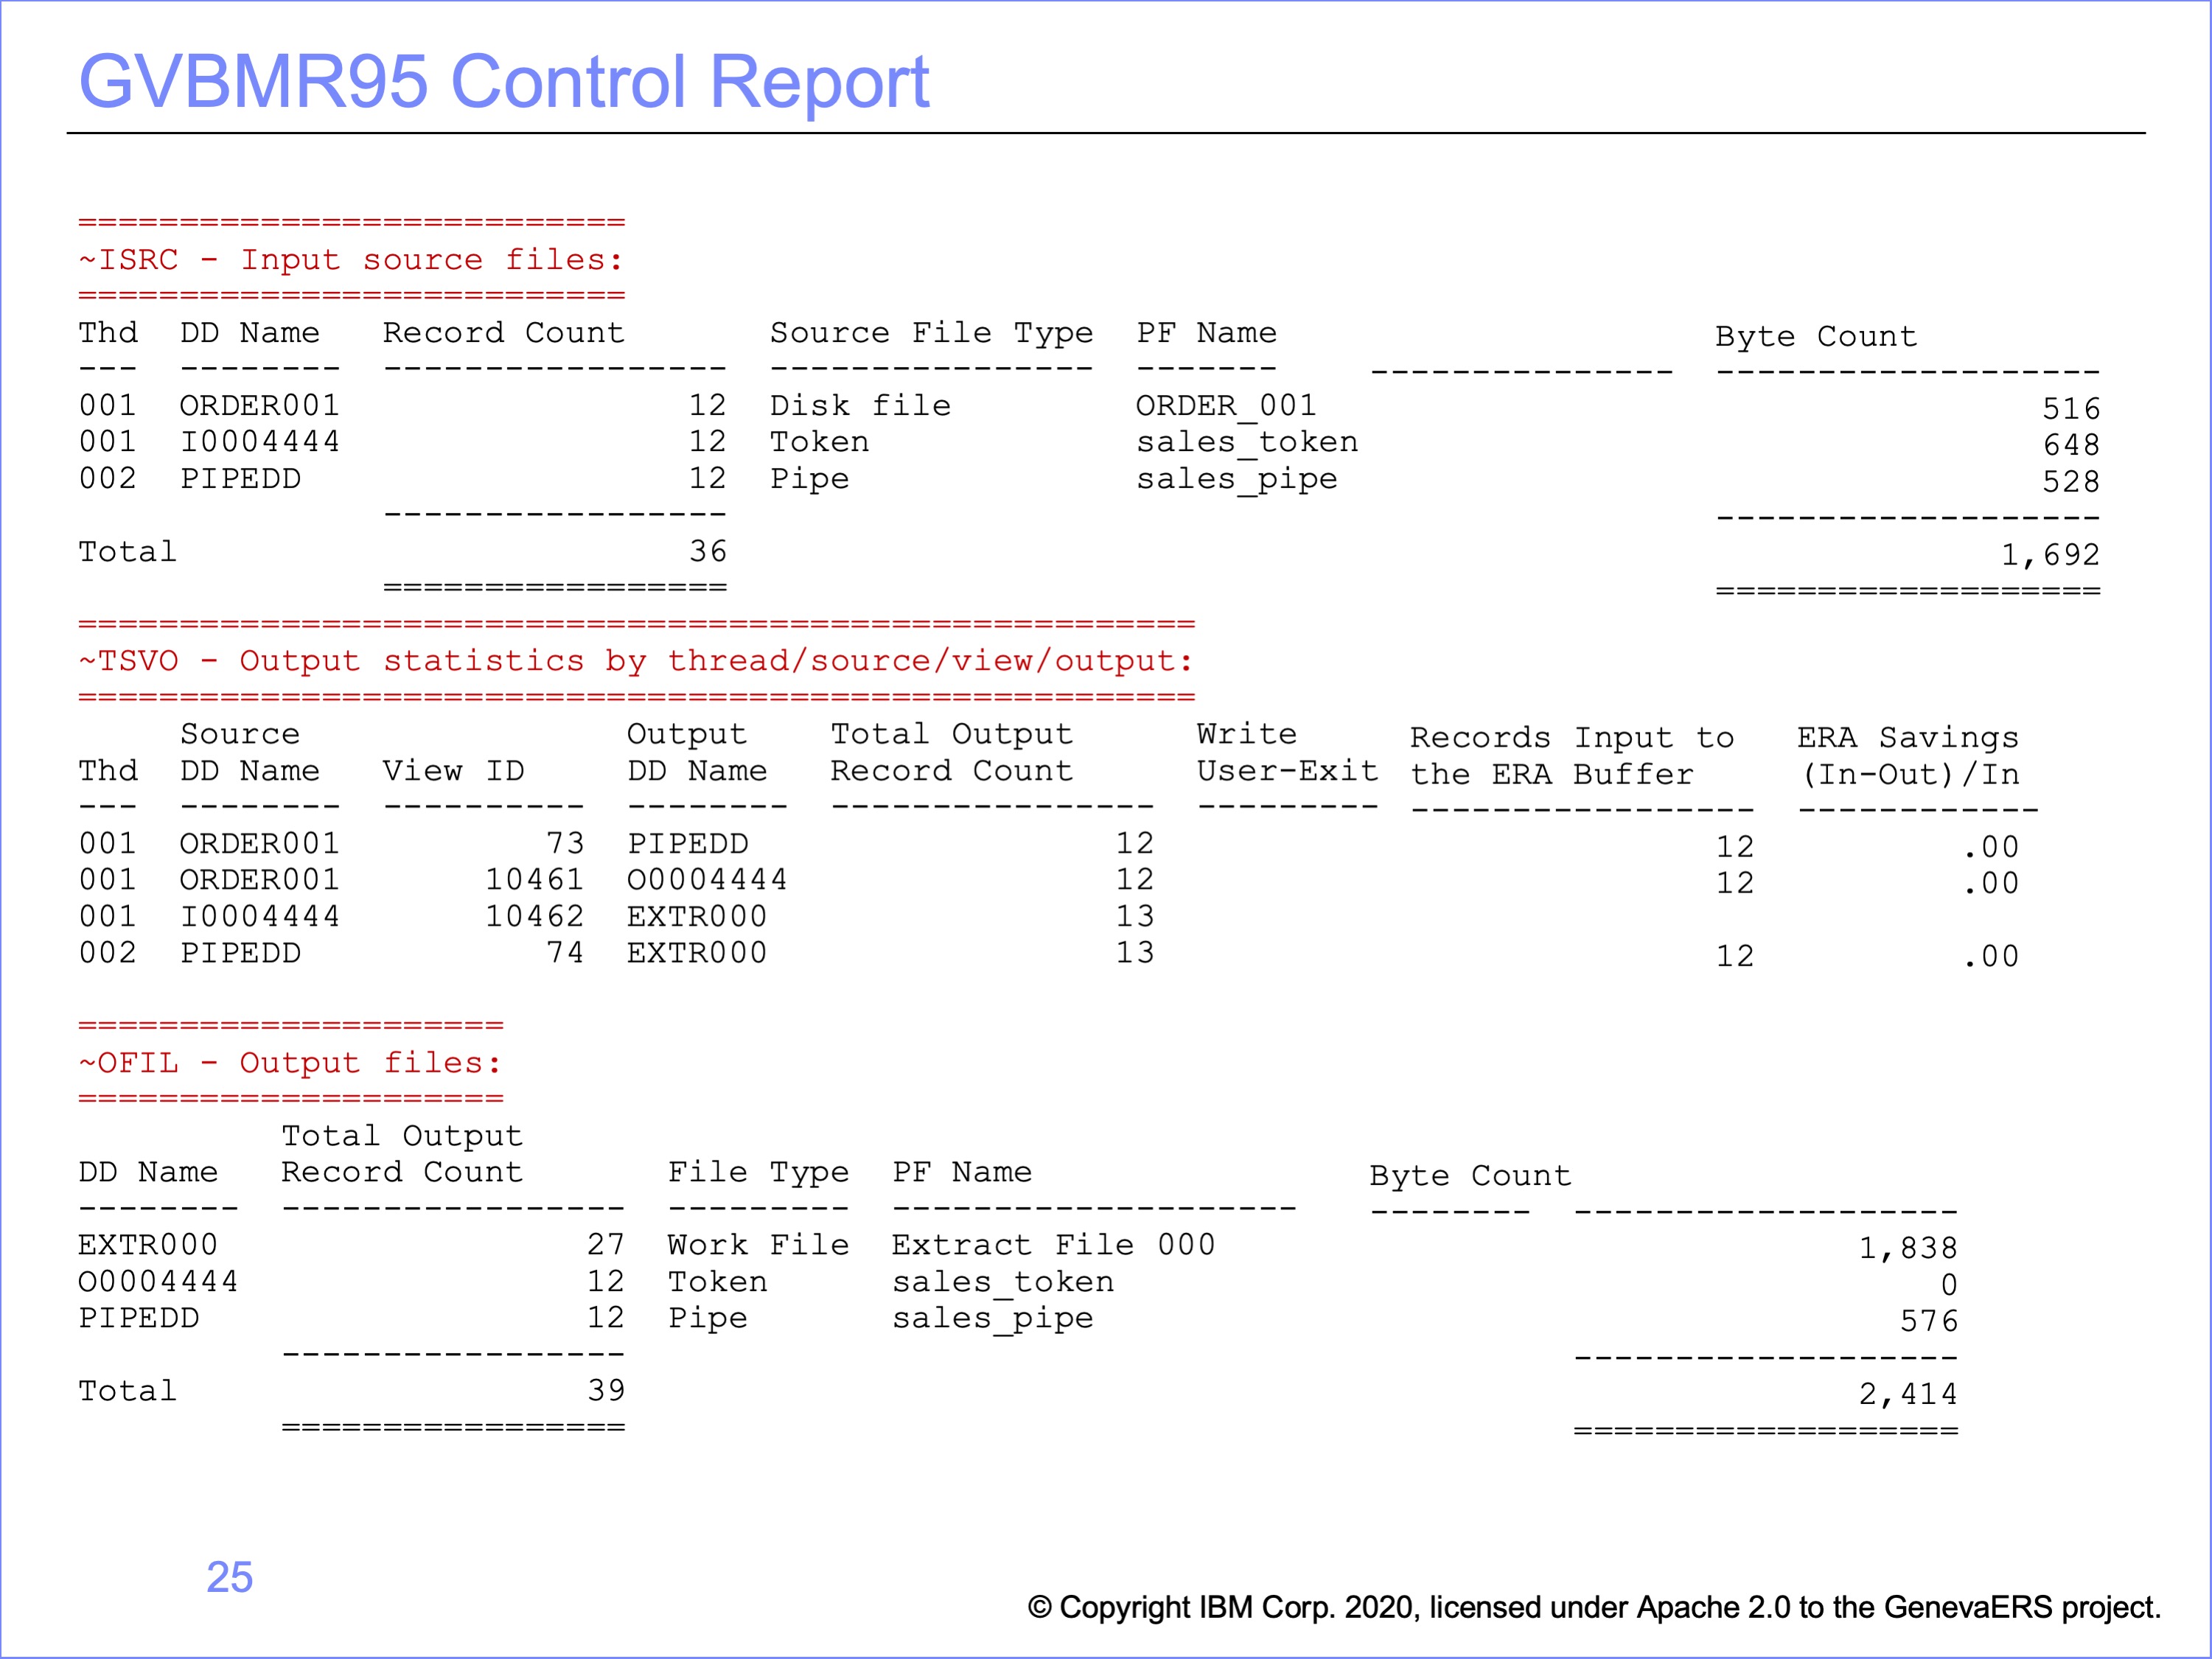 GVBMR95 Control Report
===========================
~ISRC - Input source files:
===========================
Thd  DD Name   Record Count       Source File Type  PF Name                      Byte Count
---  --------  -----------------  ----------------  -------    ---------------  -------------------
001  ORDER001                 12  Disk file         ORDER_001                                   516
001  I0004444                 12  Token             sales_token                                 648
002  PIPEDD                   12  Pipe              sales_pipe                                  528
               -----------------                                                -------------------
Total                         36                                                              1,692
               =================                                                ===================
=======================================================
~TSVO - Output statistics by thread/source/view/output:
=======================================================
     Source                Output    Total Output      Write      Records Input to   ERA Savings
Thd  DD Name   View ID     DD Name   Record Count      User-Exit  the ERA Buffer     (In-Out)/In
---  --------  ----------  --------  ----------------  ---------  -----------------  ------------
001  ORDER001          73  PIPEDD                  12                            12          .00
001  ORDER001       10461  O0004444                12                            12          .00
001  I0004444       10462  EXTR000                 13
002  PIPEDD            74  EXTR000                 13                            12          .00
=====================
~OFIL - Output files:
=====================
          Total Output
DD Name   Record Count       File Type  PF Name                Byte Count
--------  -----------------  ---------  --------------------   --------  -------------------
EXTR000                  27  Work File  Extract File 000                               1,838
O0004444                 12  Token      sales_token                                        0
PIPEDD                   12  Pipe       sales_pipe                                       576
          -----------------                                              -------------------
Total                    39                                                            2,414
          =================                                              ===================
25
© Copyright IBM Corp. 2020, licensed under Apache 2.0 to the GenevaERS project.